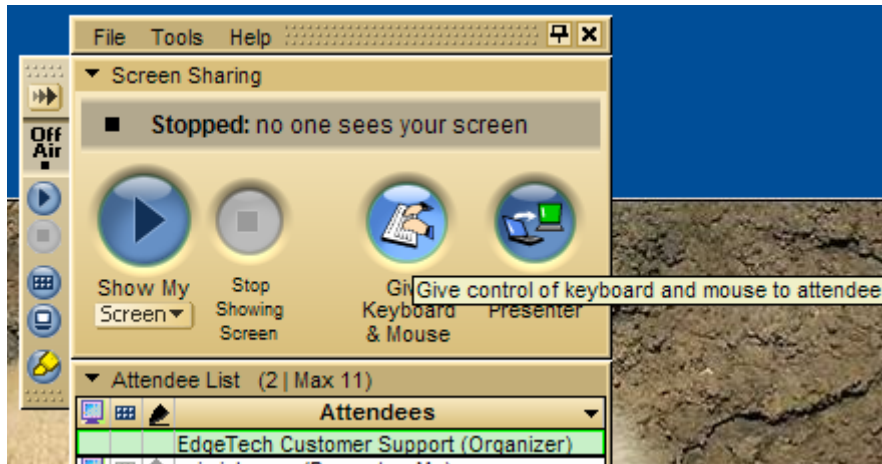 File Tools Help
Screen Sharing
Off
Air
Stopped: no one sees your screen
Show My
Screen
Stop
Showing
Screen
Give control of keyboard and mouse to attendee
Keyboard
& Mouse
Presenter
Attendee List (2 | Max 11)
Attendees
EdgeTech Customer Support (Organizer)